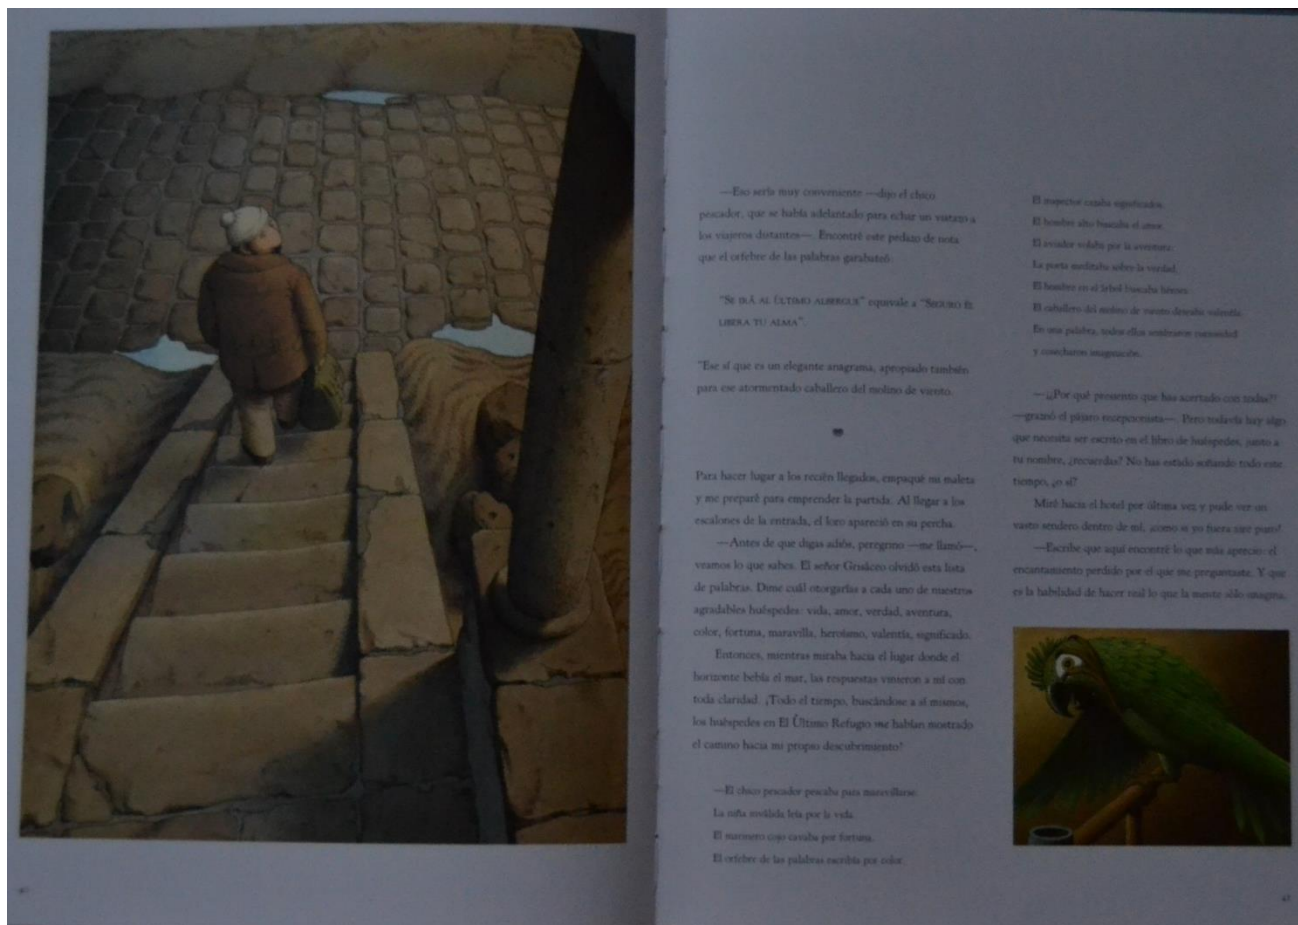 —Eso sería muy conveniente —dijo el chico
pescador, que se había adelantado para echar un vistazo a
los viajeros distantes—. Encontré este pedazo de nota
que el orfebre de las palabras garabateó:
"SE IRÁ AL ÚLTIMO ALBERGUE" equivale a "SEGURO ÉL
LIBERA TU ALMA".
"Ese sí que es un elegante anagrama, apropiado también
para ese atormentado caballero del molino de viento.
Para hacer lugar a los recién llegados, empaqué mi maleta
y me preparé para emprender la partida. Al llegar a los
escalones de la entrada, el loro apareció en su percha.
—Antes de que digas adiós, peregrino —me llamó—,
veamos lo que sabes. El señor Grisáceo olvidó esta lista
de palabras. Dime cuál otorgarías a cada uno de nuestros
agradables huéspedes: vida, amor, verdad, aventura,
color, fortuna, maravilla, heroísmo, valentía, significado.
Entonces, mientras miraba hacia el lugar donde el
horizonte bebía el mar, las respuestas vinieron a mí con
toda claridad. ¡Todo el tiempo, buscándose a sí mismos,
los huéspedes en El Último Refugio me habían mostrado
el camino hacia mi propio descubrimiento!
—El chico pescador pescaba para maravillarse.
La niña inválida leía por la vida.
El marinero cojo cavaba por fortuna.
El orfebre de las palabras escribía por color.
El inspector cazaba significados.
El hombre alto buscaba el amor.
El aviador volaba por la aventura.
La poeta meditaba sobre la verdad.
El hombre en el árbol buscaba héroes.
El caballero del molino de viento deseaba valentía.
En una palabra, todos ellos sembraron curiosidad
y cosecharon imaginación.
—¿Por qué presiento que has acertado con todas?
—graznó el pájaro recepcionista—. Pero todavía hay algo
que necesita ser escrito en el libro de huéspedes, junto a
tu nombre, ¿recuerdas? No has estado soñando todo este
tiempo, ¿o sí?
Miré hacia el hotel por última vez y pude ver un
vasto sendero dentro de mí, ¡como si yo fuera aire puro!
—Escribe que aquí encontré lo que más aprecio: el
encantamiento perdido por el que me preguntaste. Y que
es la habilidad de hacer real lo que la mente sólo imagina.